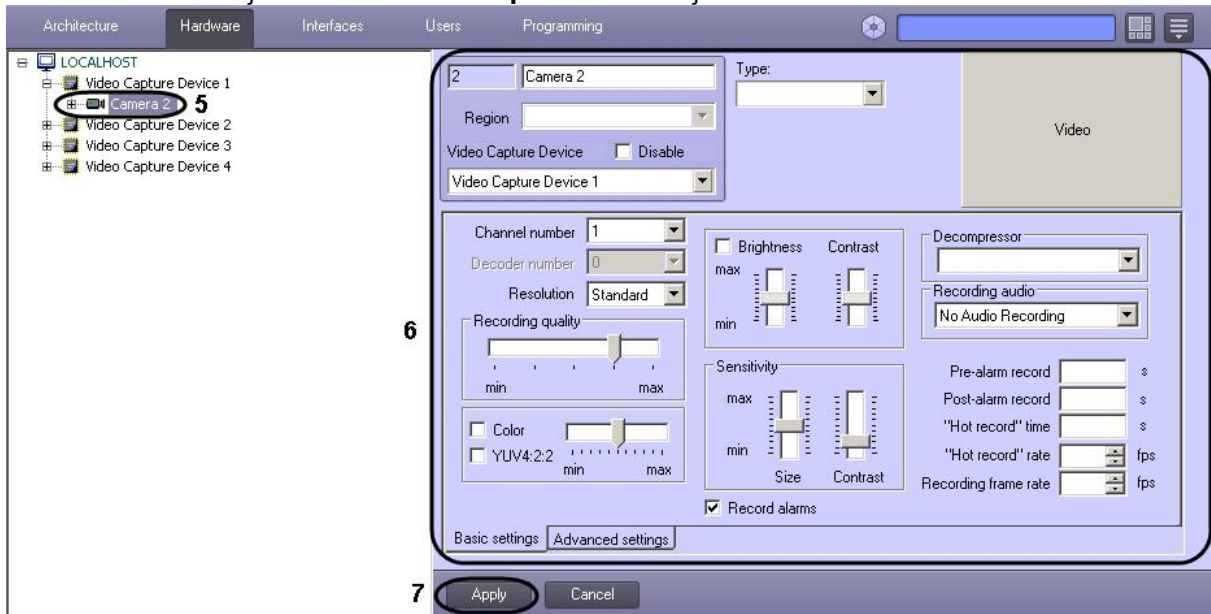 Architecture Hardware Interfaces Users Programming
LOCALHOST
Video Capture Device 1
Camera 2 5
Video Capture Device 2
Video Capture Device 3
Video Capture Device 4
2 Camera 2
Region
Video Capture Device Disable
Video Capture Device 1
Type:
Video
6
Channel number 1
Decoder number 0
Resolution Standard
Recording quality
min max
Color
YUV4:2:2
min max
Brightness Contrast
max
min
Sensitivity
max
min
Size Contrast
Record alarms
Decompressor
Recording audio
No Audio Recording
Pre-alarm record s
Post-alarm record s
"Hot record" time s
"Hot record" rate fps
Recording frame rate fps
Basic settings Advanced settings
7 Apply Cancel